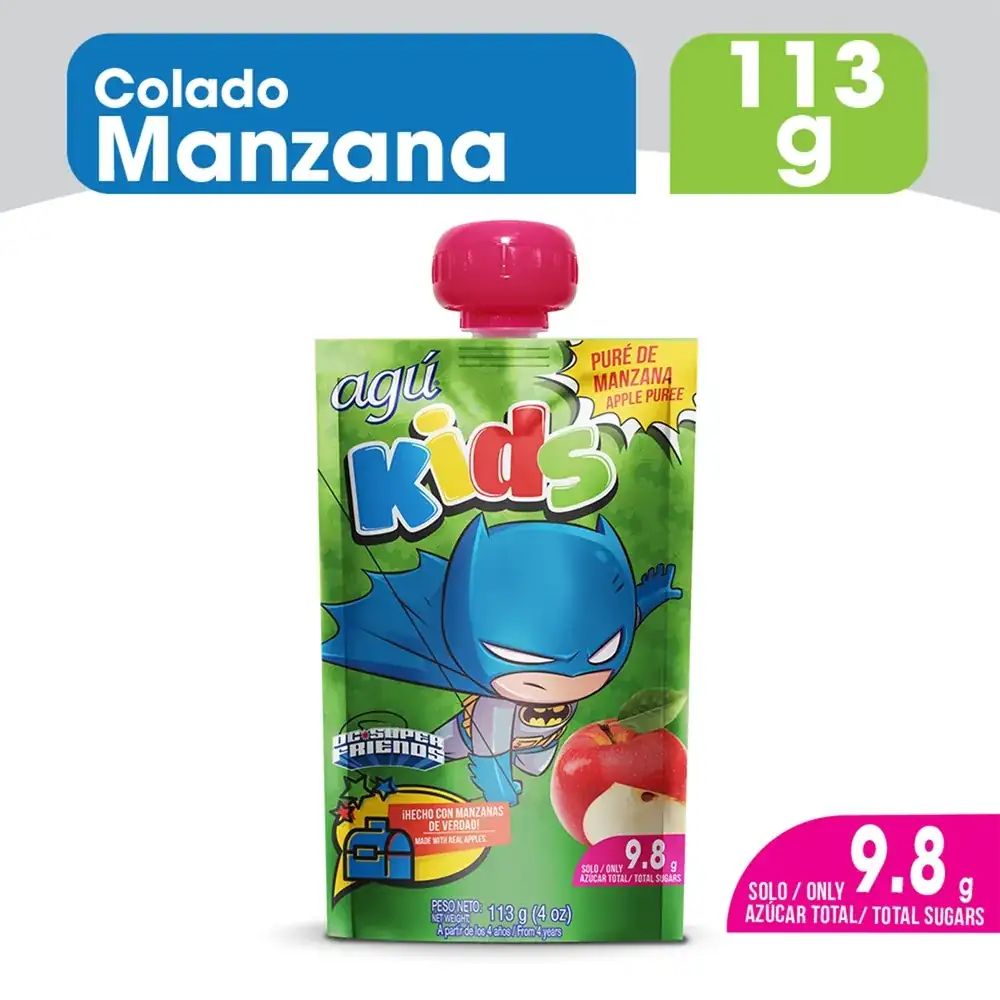 Colado
Manzana
113
g
agú
Kids
PURÉ DE
MANZANA
APPLE PUREE
DC SUPER
FRIENDS
¡HECHO CON MANZANAS
DE VERDAD!
MADE WITH REAL APPLES.
SOLO / ONLY 9.8 g
AZÚCAR TOTAL/ TOTAL SUGARS
PESO NETO:
NET WEIGHT: 113 g (4 oz)
A partir de los 4 años / From 4 years
SOLO / ONLY 9.8 g
AZÚCAR TOTAL/ TOTAL SUGARS